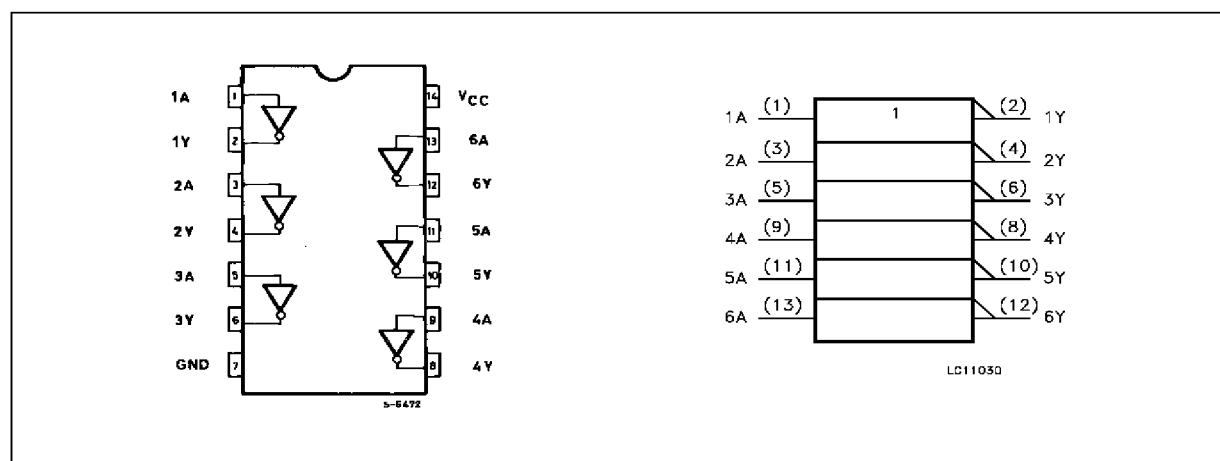 1A 1 14 VCC
1Y 2 13 6A
2A 3 12 6Y
2Y 4 11 5A
3A 5 10 5Y
3Y 6 9 4A
GND 7 8 4Y
S-6472
1A (1) 1 (2) 1Y
2A (3) (4) 2Y
3A (5) (6) 3Y
4A (9) (8) 4Y
5A (11) (10) 5Y
6A (13) (12) 6Y
LC11030